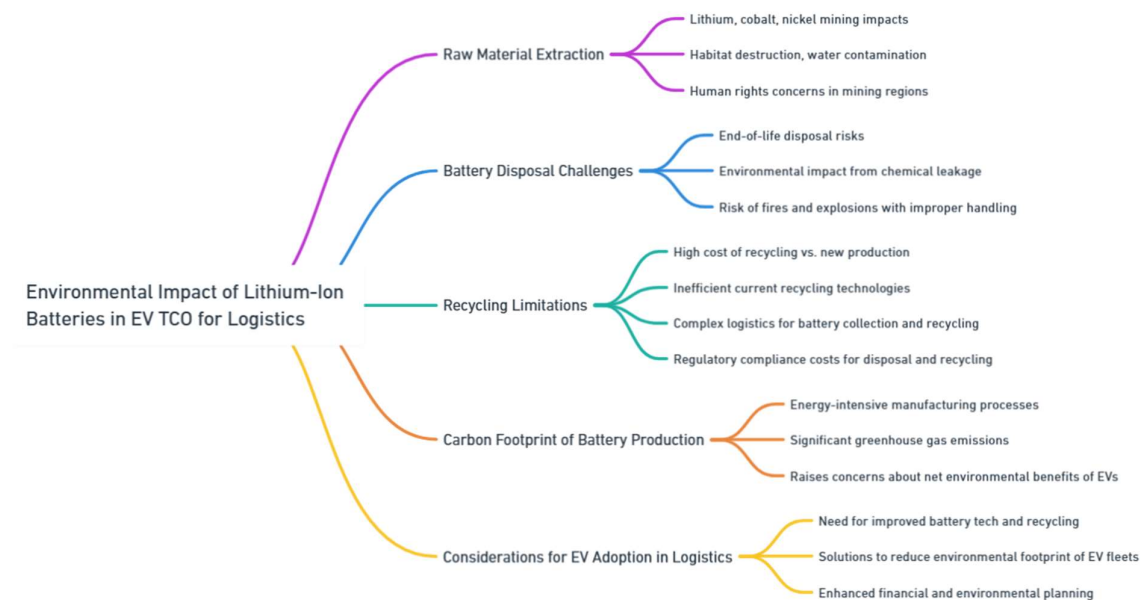 Environmental Impact of Lithium-Ion
Batteries in EV TCO for Logistics
Raw Material Extraction
Lithium, cobalt, nickel mining impacts
Habitat destruction, water contamination
Human rights concerns in mining regions
Battery Disposal Challenges
End-of-life disposal risks
Environmental impact from chemical leakage
Risk of fires and explosions with improper handling
Recycling Limitations
High cost of recycling vs. new production
Inefficient current recycling technologies
Complex logistics for battery collection and recycling
Regulatory compliance costs for disposal and recycling
Carbon Footprint of Battery Production
Energy-intensive manufacturing processes
Significant greenhouse gas emissions
Raises concerns about net environmental benefits of EVs
Considerations for EV Adoption in Logistics
Need for improved battery tech and recycling
Solutions to reduce environmental footprint of EV fleets
Enhanced financial and environmental planning